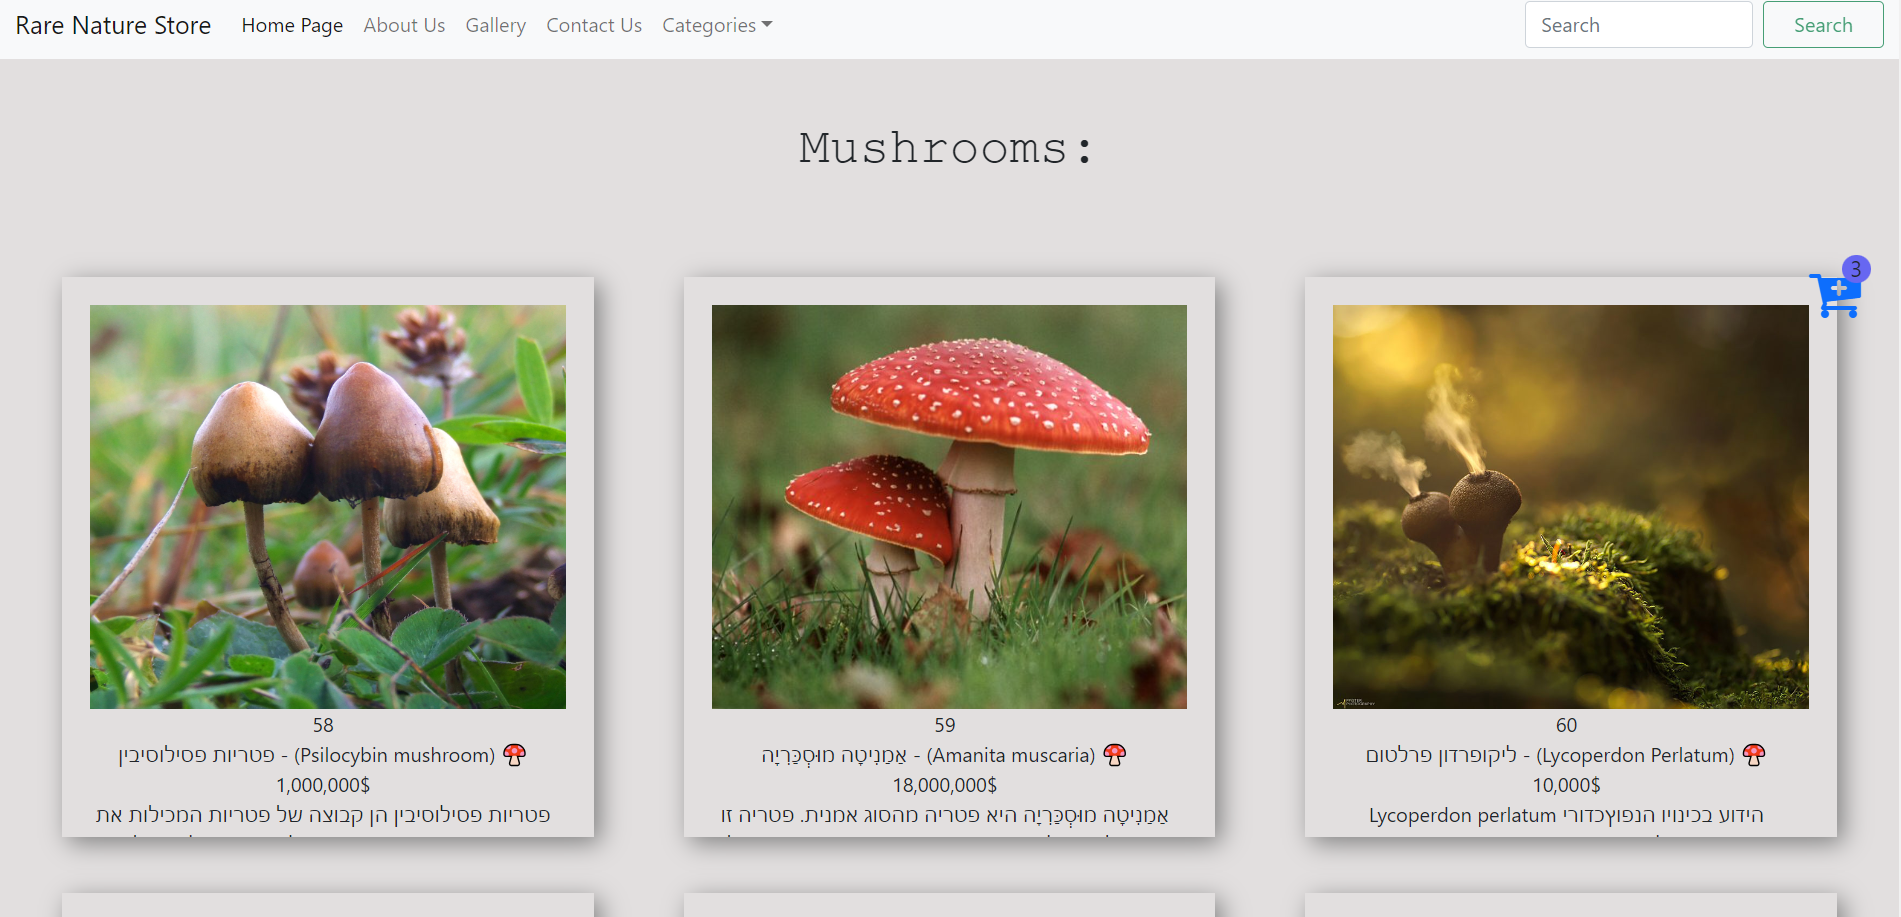 Rare Nature Store Home Page About Us Gallery Contact Us Categories Search Search
Mushrooms:
3
58
פטריות פסילוסיבין - (Psilocybin mushroom) 🍄
1,000,000$
פטריות פסילוסיבין הן קבוצה של פטריות המכילות את
59
אַמָנִיטָה מוּסְכַּרְיָה - (Amanita muscaria) 🍄
18,000,000$
אַמָנִיטָה מוּסְכַּרְיָה היא פטריה מהסוג אמנית. פטריה זו
60
ליקופרדון פרלטום - (Lycoperdon Perlatum) 🍄
10,000$
הידוע בכינויו הנפוץכדורי Lycoperdon perlatum